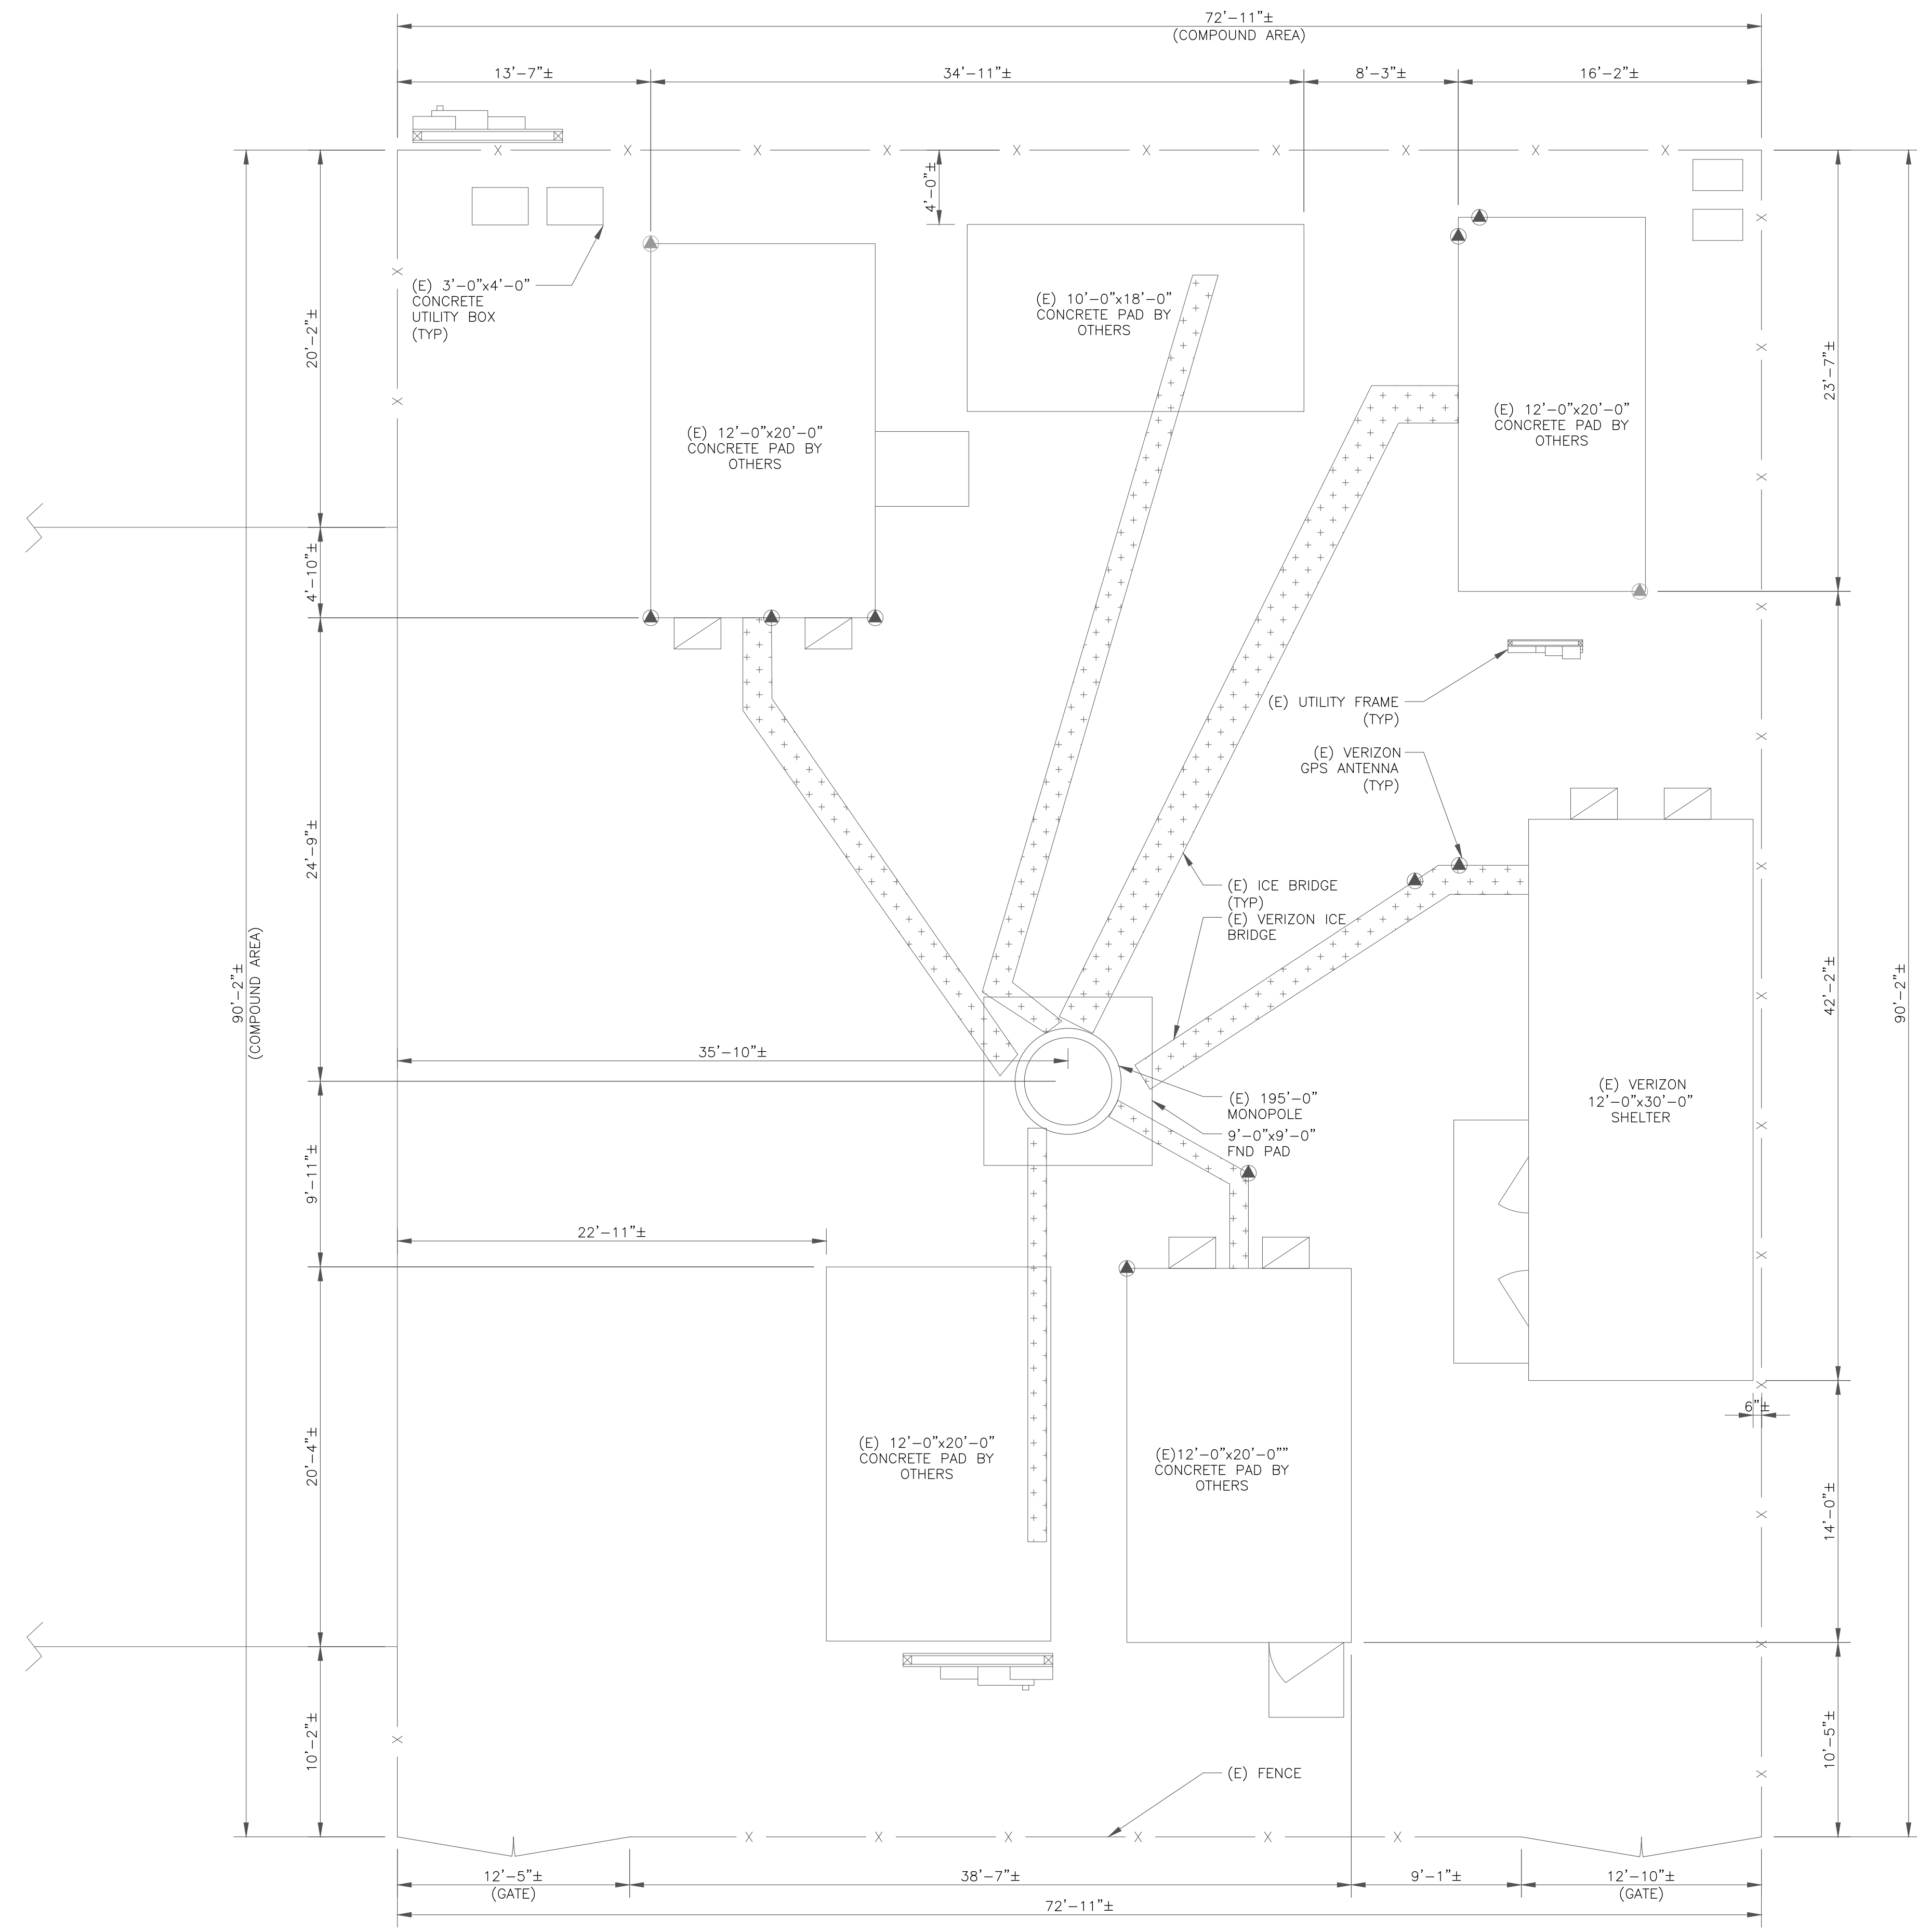 72'-11"±
(COMPOUND AREA)
13'-7"±
34'-11"±
8'-3"±
16'-2"±
4'-0"±
20'-2"±
(E) 3'-0"x4'-0"
CONCRETE
UTILITY BOX
(TYP)
(E) 10'-0"x18'-0"
CONCRETE PAD BY
OTHERS
23'-7"±
(E) 12'-0"x20'-0"
CONCRETE PAD BY
OTHERS
(E) 12'-0"x20'-0"
CONCRETE PAD BY
OTHERS
4'-10"±
(E) UTILITY FRAME
(TYP)
(E) VERIZON
GPS ANTENNA
(TYP)
24'-9"±
(E) ICE BRIDGE
(TYP)
(E) VERIZON ICE
BRIDGE
90'-2"±
(COMPOUND AREA)
42'-2"±
90'-2"±
35'-10"±
(E) VERIZON
12'-0"x30'-0"
SHELTER
(E) 195'-0"
MONOPOLE
9'-0"x9'-0"
FND PAD
9'-11"±
22'-11"±
6"±
20'-4"±
(E) 12'-0"x20'-0"
CONCRETE PAD BY
OTHERS
(E)12'-0"x20'-0""
CONCRETE PAD BY
OTHERS
14'-0"±
10'-2"±
10'-5"±
(E) FENCE
12'-5"±
(GATE)
38'-7"±
9'-1"±
12'-10"±
(GATE)
72'-11"±